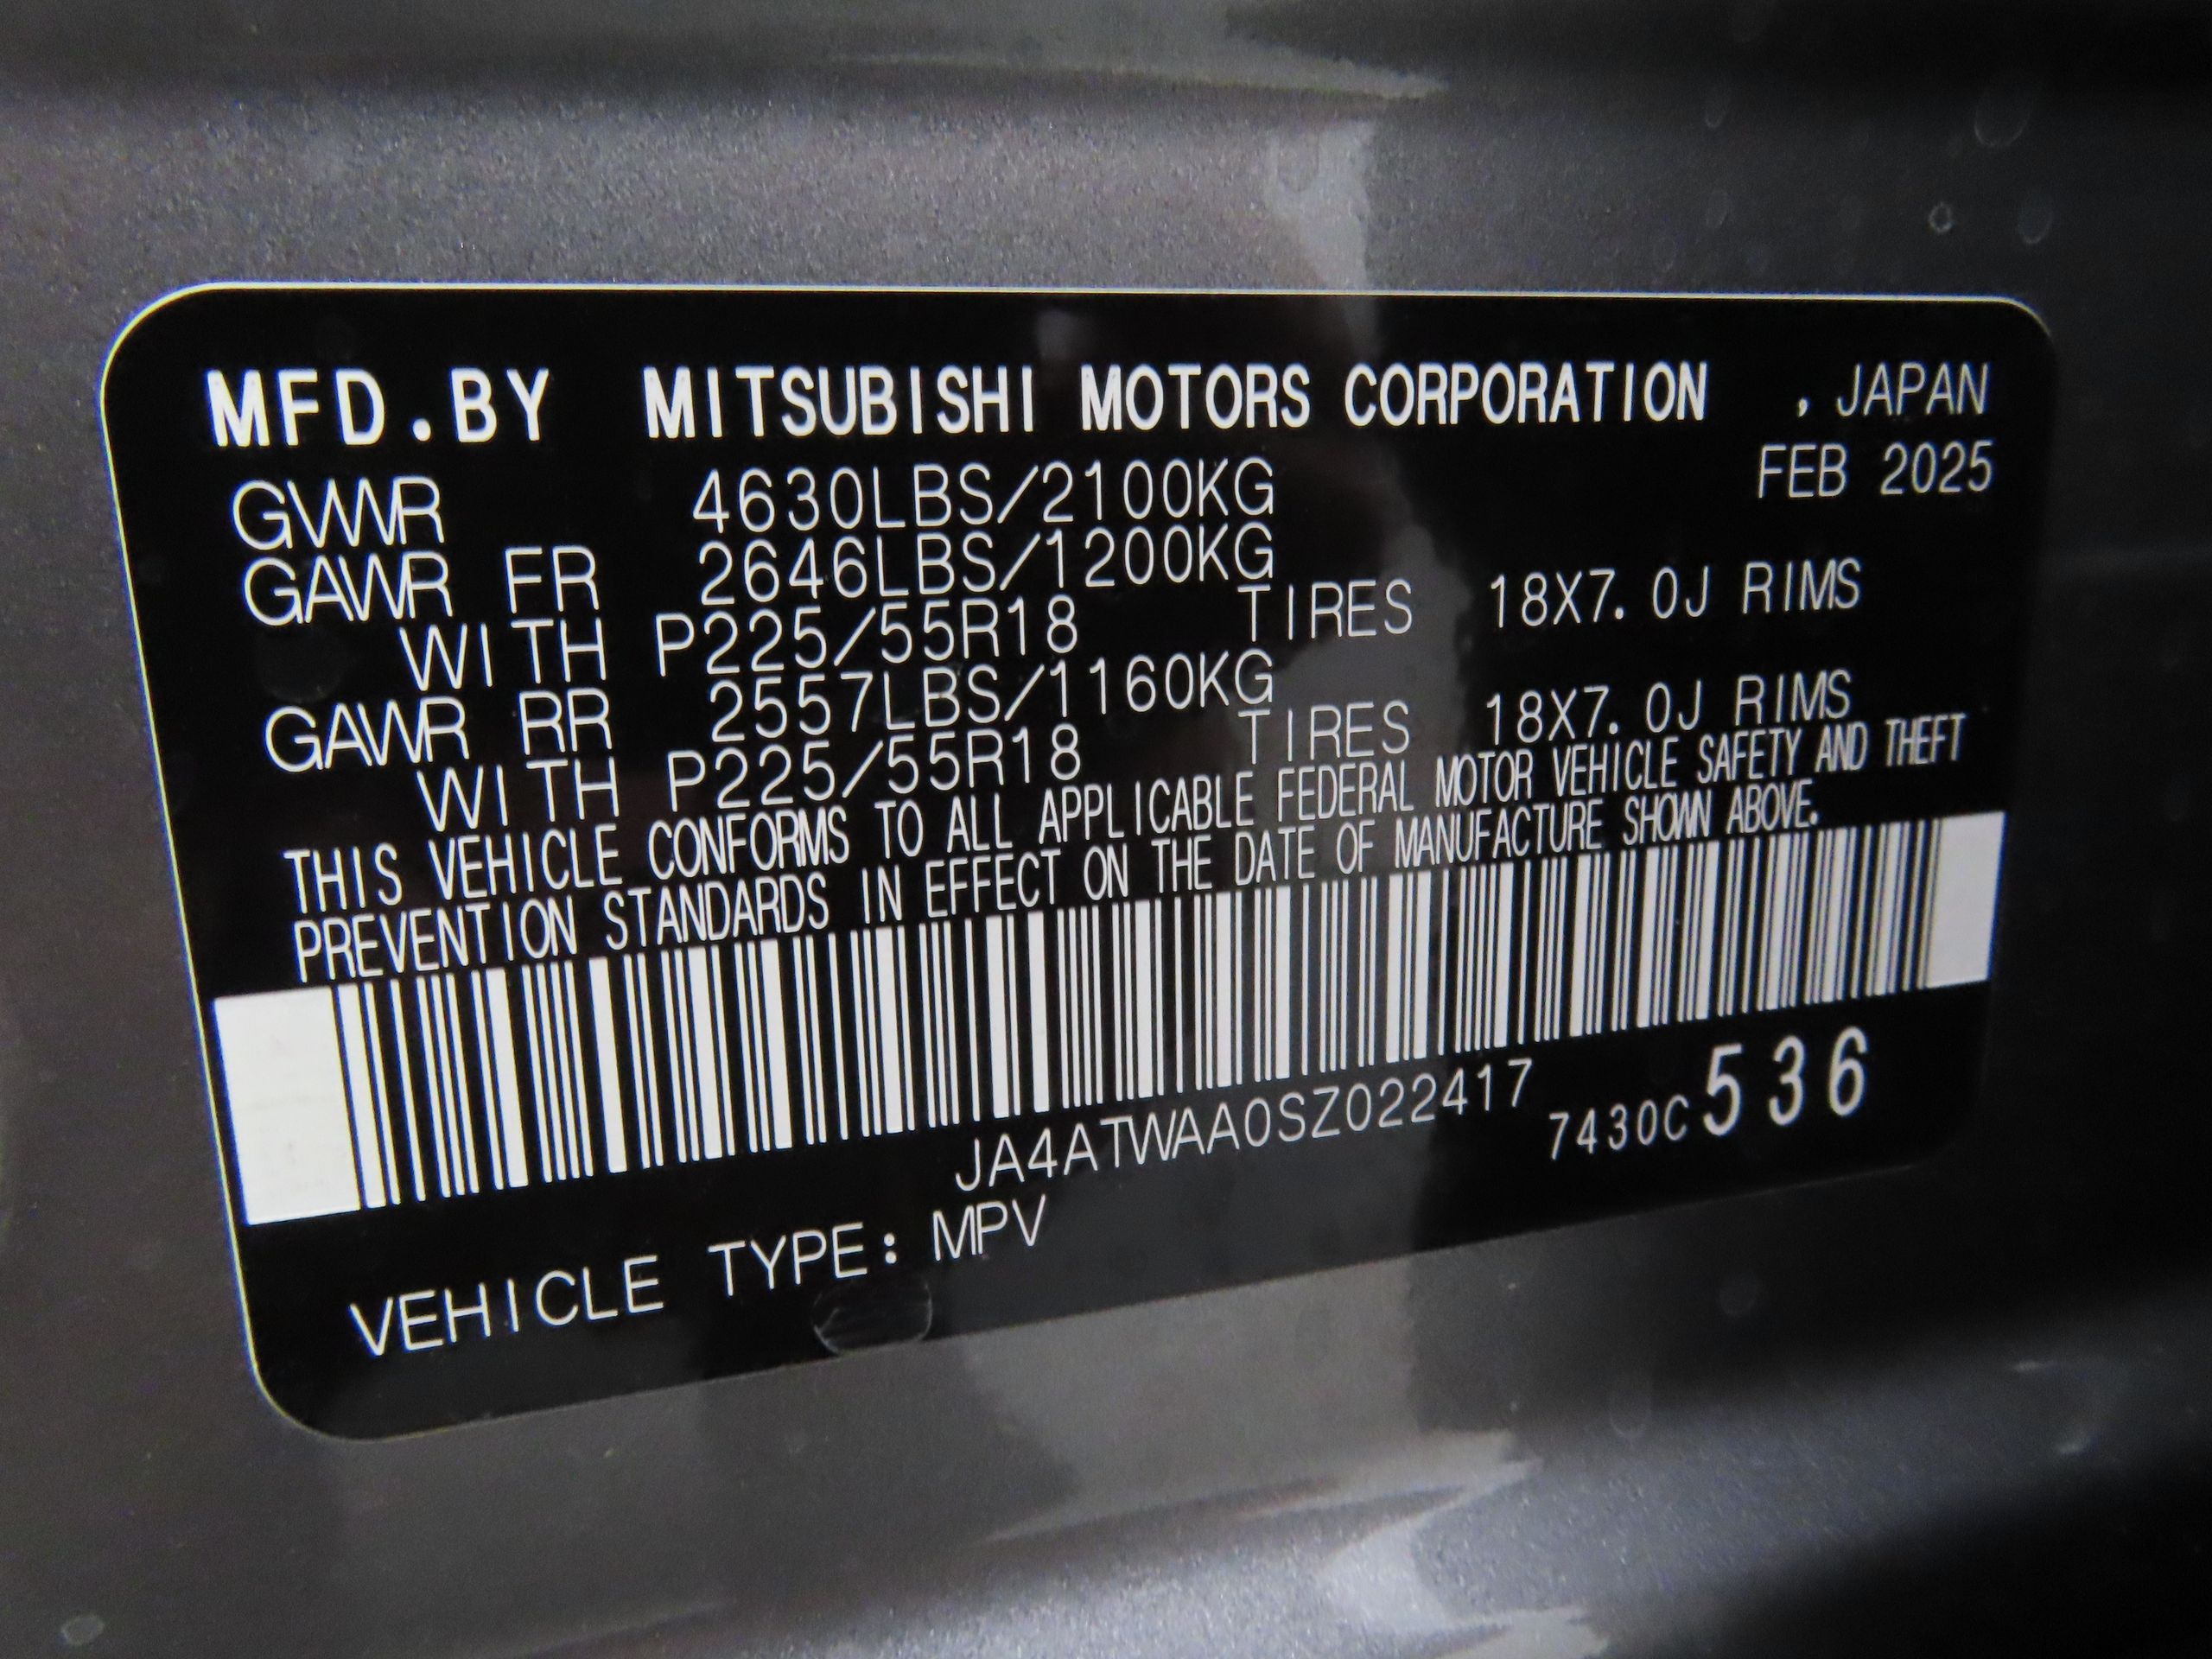 MFD.BY MITSUBISHI MOTORS CORPORATION , JAPAN
FEB 2025
GVWR 4630LBS/2100KG
GAWR FR 2646LBS/1200KG
WITH P225/55R18 TIRES 18X7.0J RIMS
GAWR RR 2557LBS/1160KG
WITH P225/55R18 TIRES 18X7.0J RIMS
THIS VEHICLE CONFORMS TO ALL APPLICABLE FEDERAL MOTOR VEHICLE SAFETY AND THEFT
PREVENTION STANDARDS IN EFFECT ON THE DATE OF MANUFACTURE SHOWN ABOVE.
JA4ATWAA0SZ022417 7430C536
VEHICLE TYPE: MPV